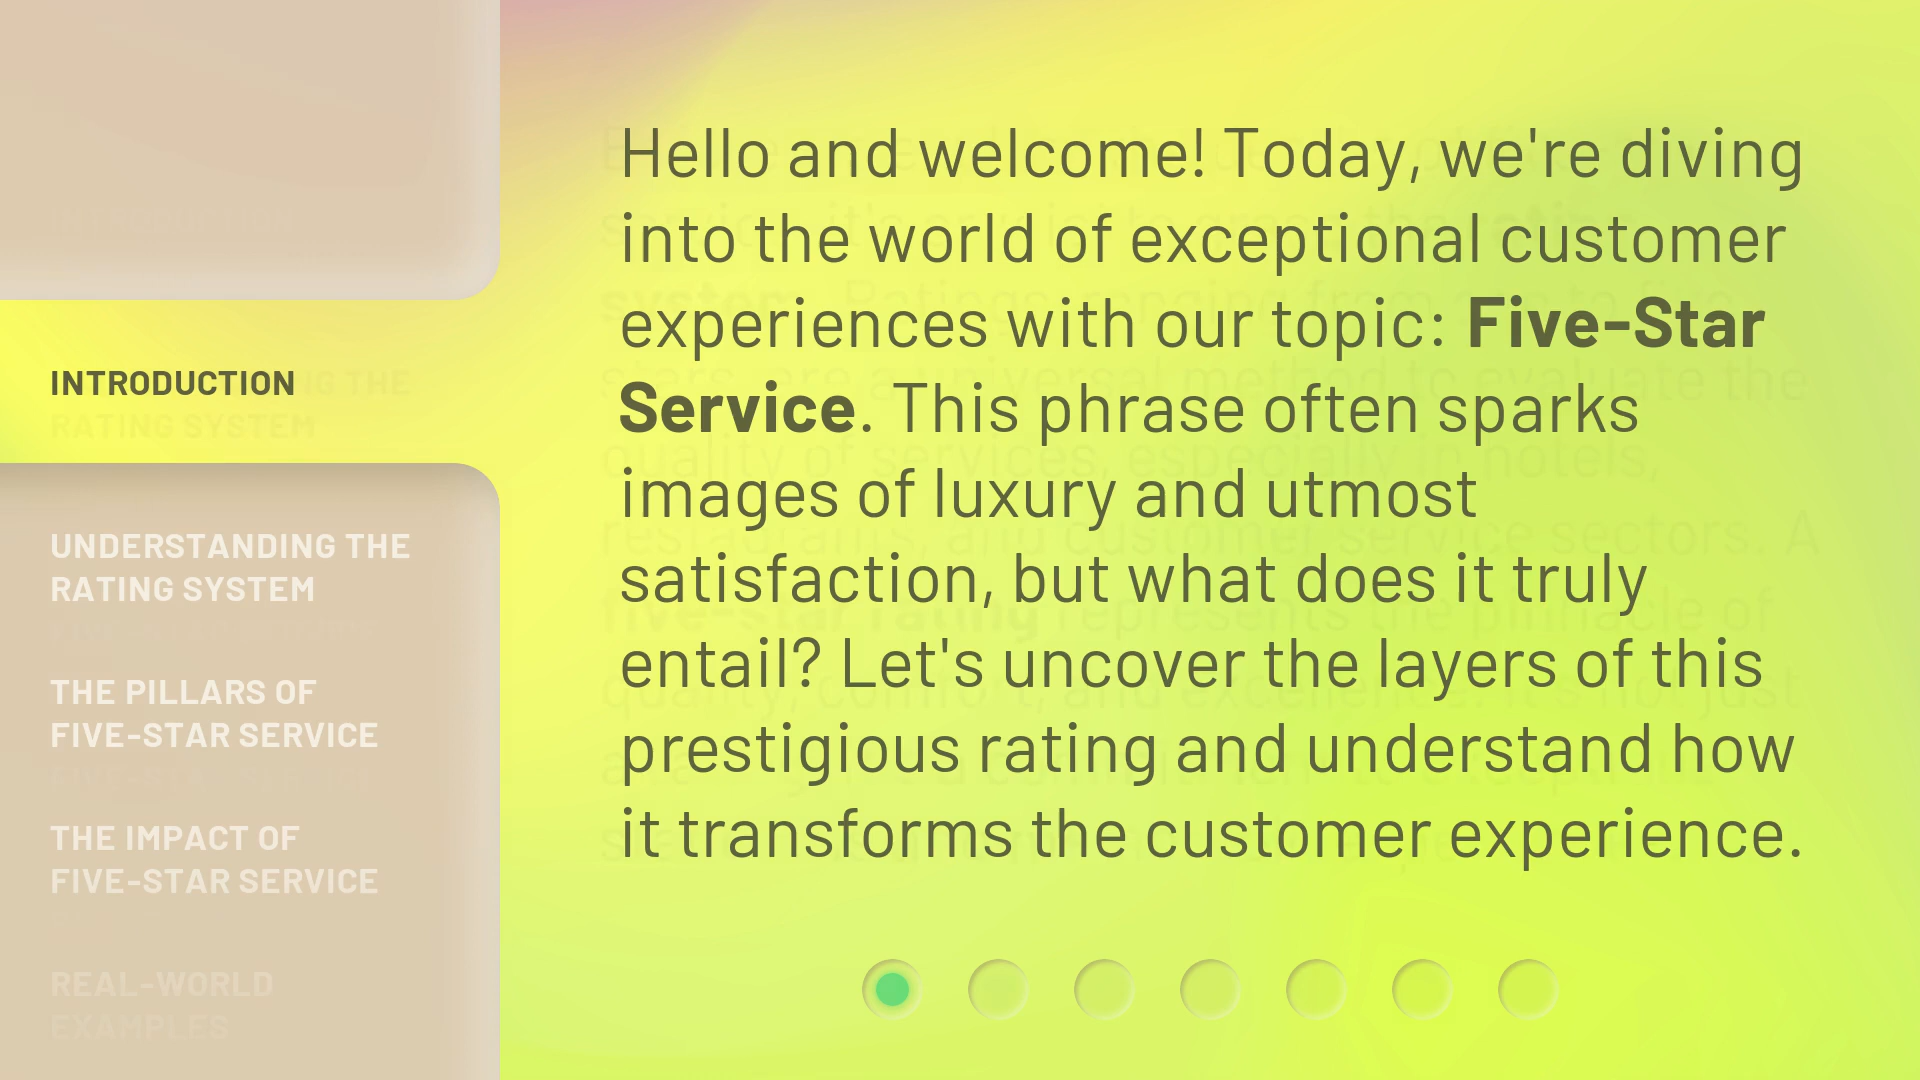 INTRODUCTION
UNDERSTANDING THE
RATING SYSTEM
THE PILLARS OF
FIVE-STAR SERVICE
THE IMPACT OF
FIVE-STAR SERVICE
REAL-WORLD
EXAMPLES
Hello and welcome! Today, we're diving
into the world of exceptional customer
experiences with our topic: Five-Star
Service. This phrase often sparks
images of luxury and utmost
satisfaction, but what does it truly
entail? Let's uncover the layers of this
prestigious rating and understand how
it transforms the customer experience.